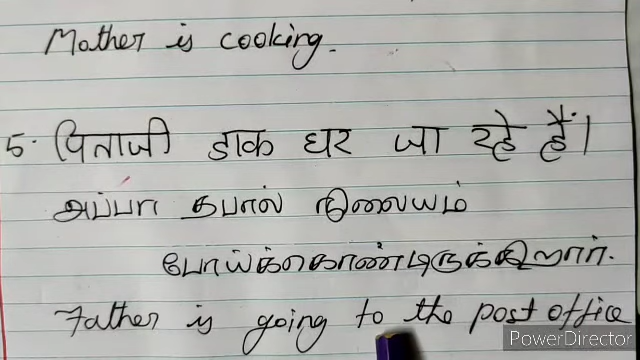 Mother is cooking.
5. पिताजी डाक घर जा रहे हैं।
அப்பா தபால் நிலையம்
போய்க்கொண்டிருக்கிறார்.
Father is going to the post office
PowerDirector